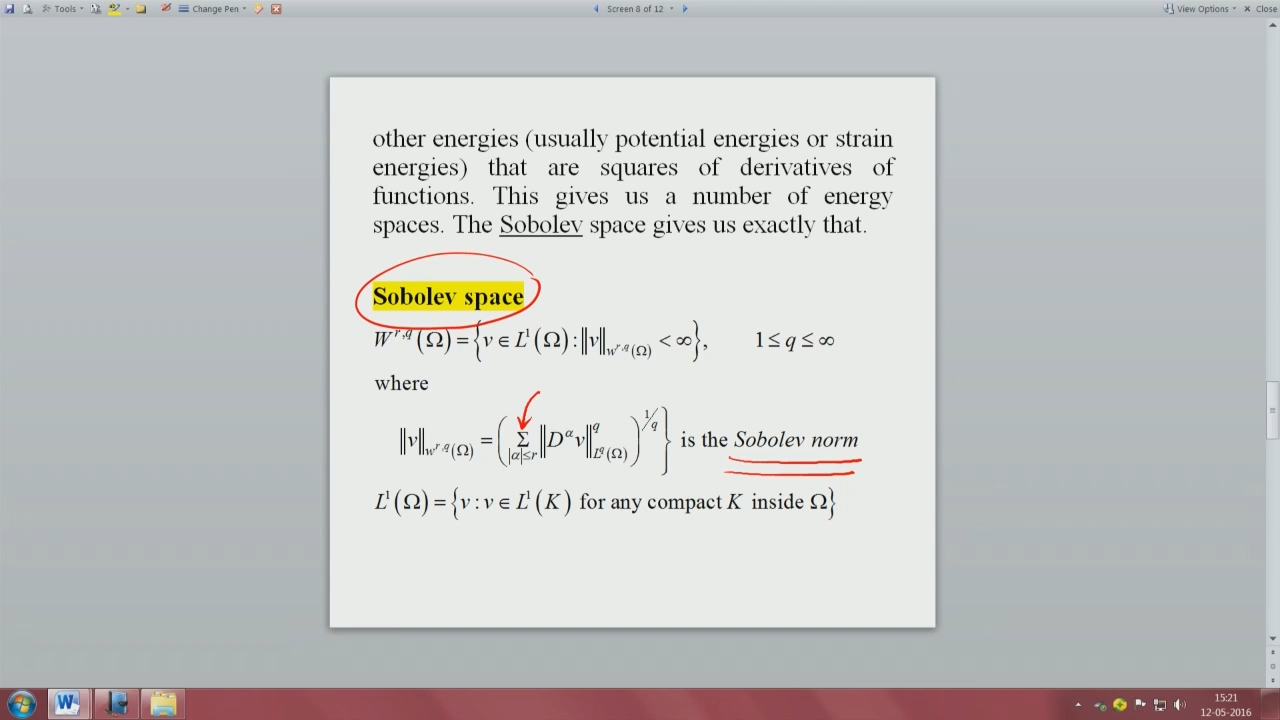 Tools Change Pen Screen 8 of 12 View Options Close
other energies (usually potential energies or strain
energies) that are squares of derivatives of
functions. This gives us a number of energy
spaces. The Sobolev space gives us exactly that.
Sobolev space
W^{r,q}(Ω) = {v ∈ L¹(Ω) : ‖v‖_{w^{r,q}(Ω)} < ∞}, 1 ≤ q ≤ ∞
where
‖v‖_{w^{r,q}(Ω)} = (Σ_{|α|≤r} ‖D^α v‖^q_{L^q(Ω)})^{1/q}} is the Sobolev norm
L¹(Ω) = {v : v ∈ L¹(K) for any compact K inside Ω}
15:21
12-05-2016